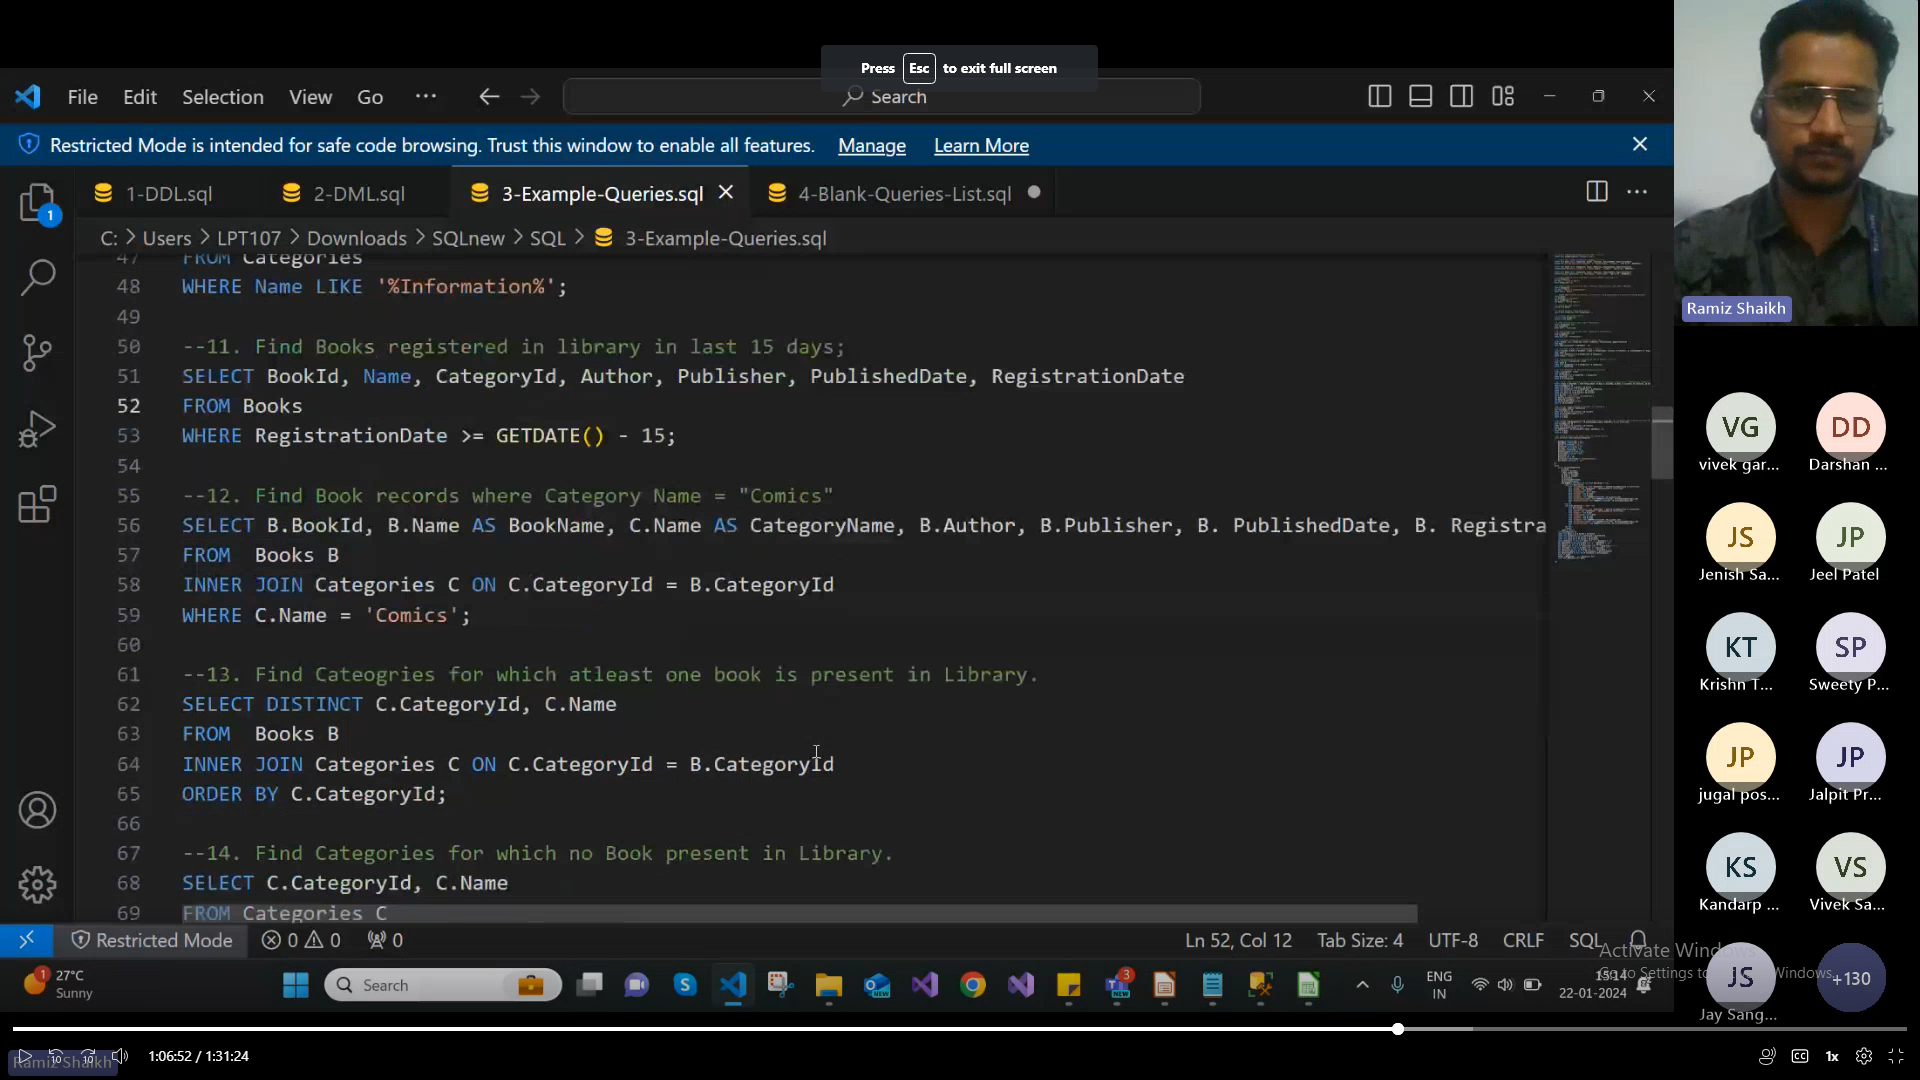 Press Esc to exit full screen
File Edit Selection View Go ··· Search
Restricted Mode is intended for safe code browsing. Trust this window to enable all features. Manage Learn More
1
1-DDL.sql 2-DML.sql 3-Example-Queries.sql 4-Blank-Queries-List.sql
C: > Users > LPT107 > Downloads > SQLnew > SQL > 3-Example-Queries.sql
47 FROM Categories
48 WHERE Name LIKE '%Information%';
49
50 --11. Find Books registered in library in last 15 days;
51 SELECT BookId, Name, CategoryId, Author, Publisher, PublishedDate, RegistrationDate
52 FROM Books
53 WHERE RegistrationDate >= GETDATE() - 15;
54
55 --12. Find Book records where Category Name = "Comics"
56 SELECT B.BookId, B.Name AS BookName, C.Name AS CategoryName, B.Author, B.Publisher, B. PublishedDate, B. Registra
57 FROM  Books B
58 INNER JOIN Categories C ON C.CategoryId = B.CategoryId
59 WHERE C.Name = 'Comics';
60
61 --13. Find Cateogries for which atleast one book is present in Library.
62 SELECT DISTINCT C.CategoryId, C.Name
63 FROM  Books B
64 INNER JOIN Categories C ON C.CategoryId = B.CategoryId
65 ORDER BY C.CategoryId;
66
67 --14. Find Categories for which no Book present in Library.
68 SELECT C.CategoryId, C.Name
69 FROM Categories C
Restricted Mode 0 0 0 Ln 52, Col 12 Tab Size: 4 UTF-8 CRLF SQL
1 27°C
Sunny
Search
NEW
3
NEW
ENG
IN
15:14
22-01-2024
Ramiz Shaikh
VG DD
vivek gar... Darshan ...
JS JP
Jenish Sa... Jeel Patel
KT SP
Krishn T... Sweety P...
JP JP
jugal pos... Jalpit Pr...
KS VS
Kandarp ... Vivek Sa...
Activate Windows
Go to Settings to Windows.
JS +130
Jay Sang...
Ramiz Shaikh
10 10 1:06:52 / 1:31:24 CC 1x